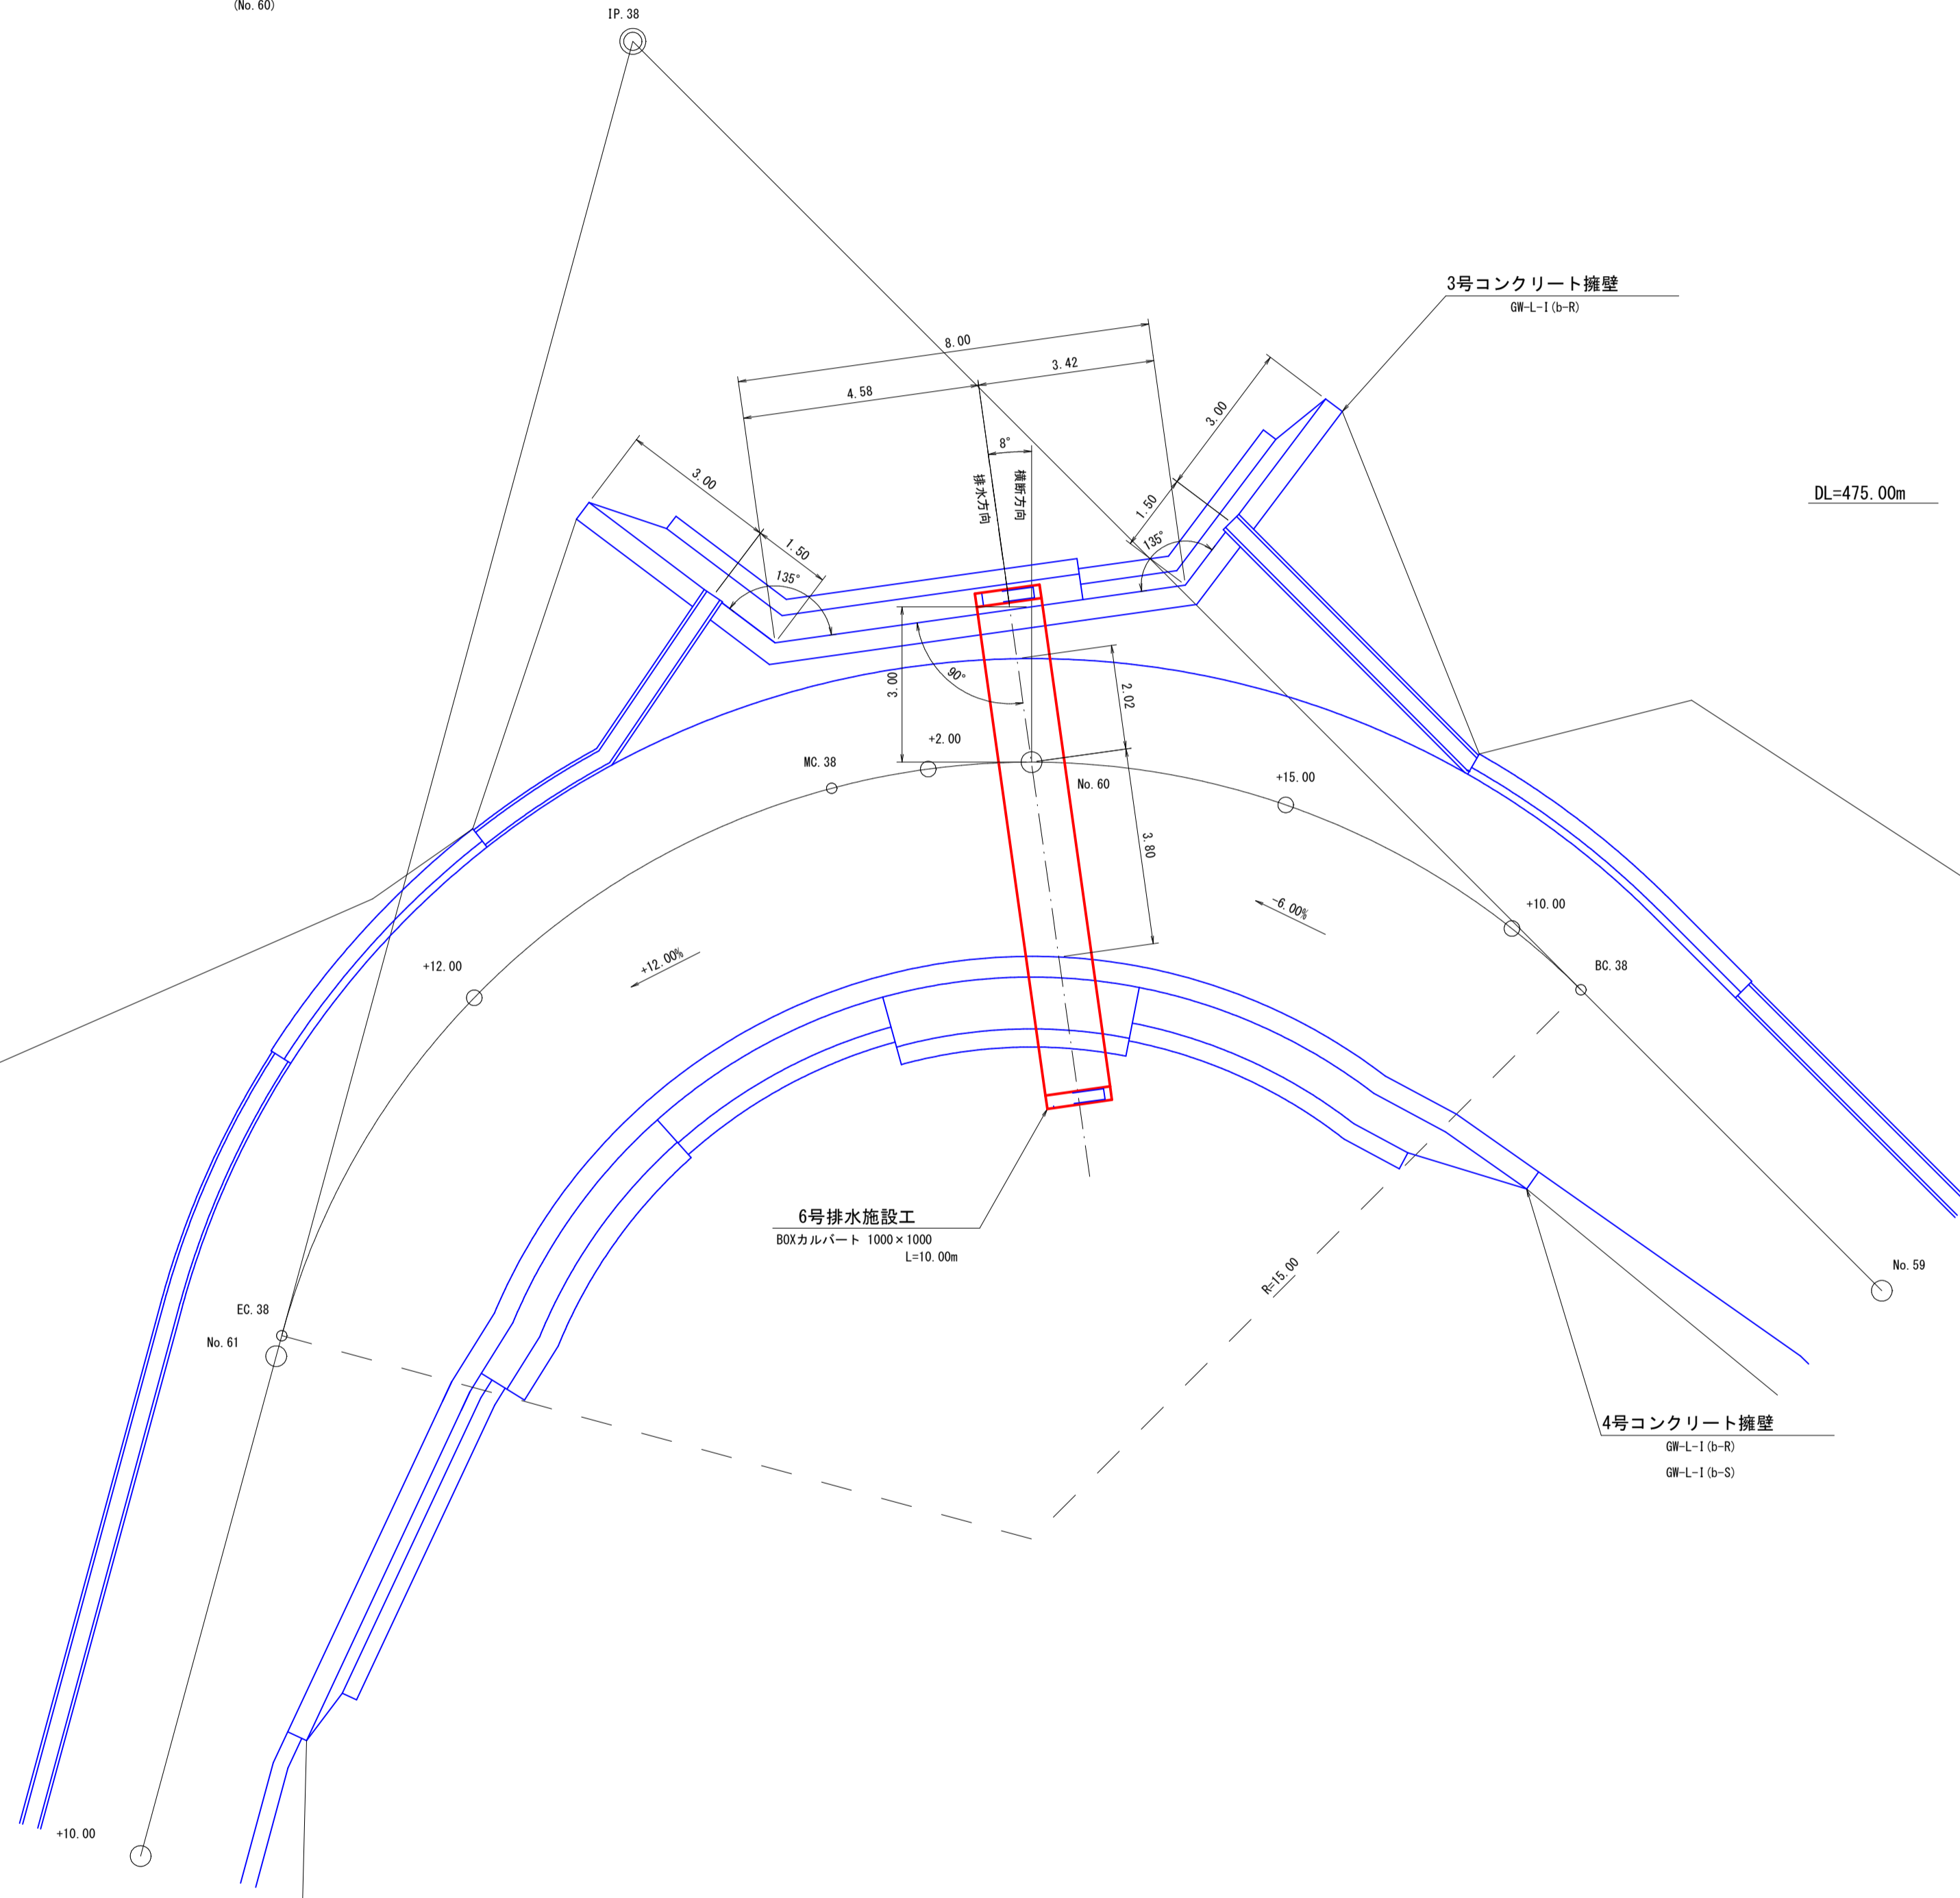 (No.60)
IP.38
3号コンクリート擁壁
GW-L-I(b-R)
8.00
3.42
4.58
3.00
3.00
8°
横断方向
排水方向
DL=475.00m
1.50
1.50
135°
135°
90°
3.00
2.02
+2.00
MC.38
No.60
+15.00
3.80
-6.00%
+10.00
+12.00%
+12.00
BC.38
6号排水施設工
BOXカルバート 1000×1000
L=10.00m
R=15.00
No.59
EC.38
No.61
4号コンクリート擁壁
GW-L-I(b-R)
GW-L-I(b-S)
+10.00